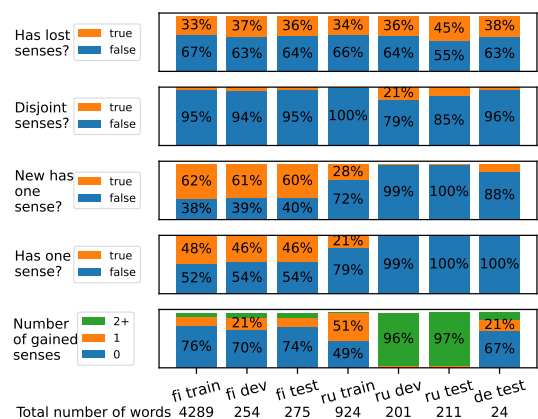 Has lost
senses?
true
false
33% 37% 36% 34% 36% 45% 38%
67% 63% 64% 66% 64% 55% 63%
Disjoint
senses?
true
false
21%
95% 94% 95% 100% 79% 85% 96%
New has
one
sense?
true
false
62% 61% 60% 28%
38% 39% 40% 72% 99% 100% 88%
Has one
sense?
true
false
48% 46% 46% 21%
52% 54% 54% 79% 99% 100% 100%
Number
of gained
senses
2+
1
0
21% 51% 96% 97% 21%
76% 70% 74% 49% 67%
fi train fi dev fi test ru train ru dev ru test de test
Total number of words 4289 254 275 924 201 211 24